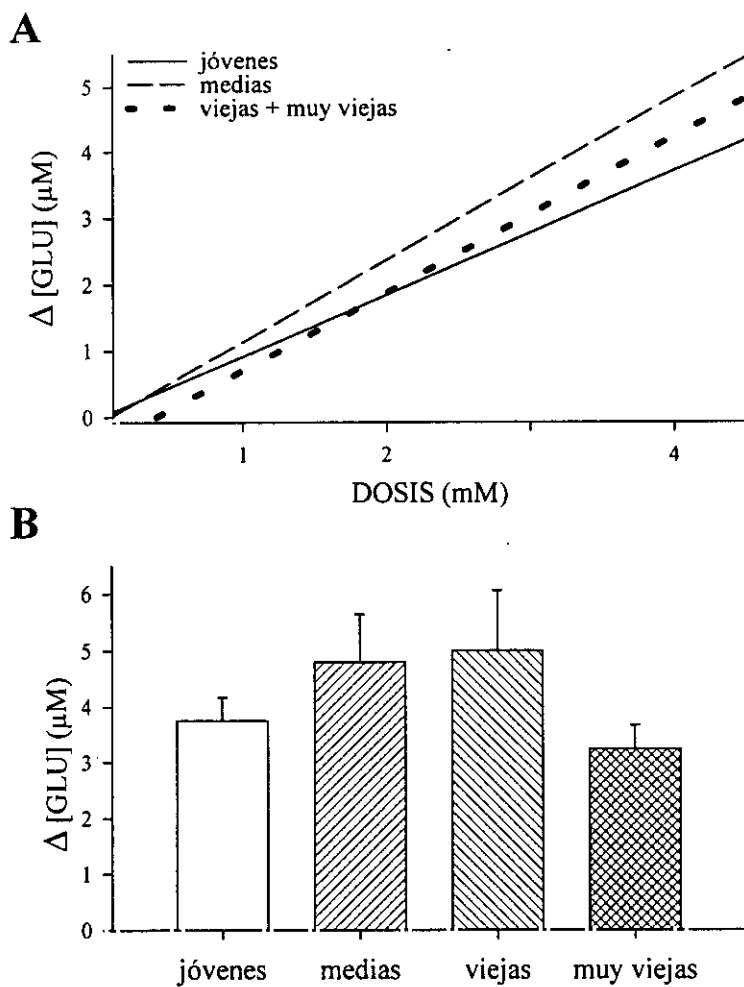 A
jóvenes
medias
viejas + muy viejas
5
4
3
2
1
0
Δ [GLU] (µM)
1 2 4
DOSIS (mM)
B
6
5
4
3
2
1
0
Δ [GLU] (µM)
jóvenes medias viejas muy viejas